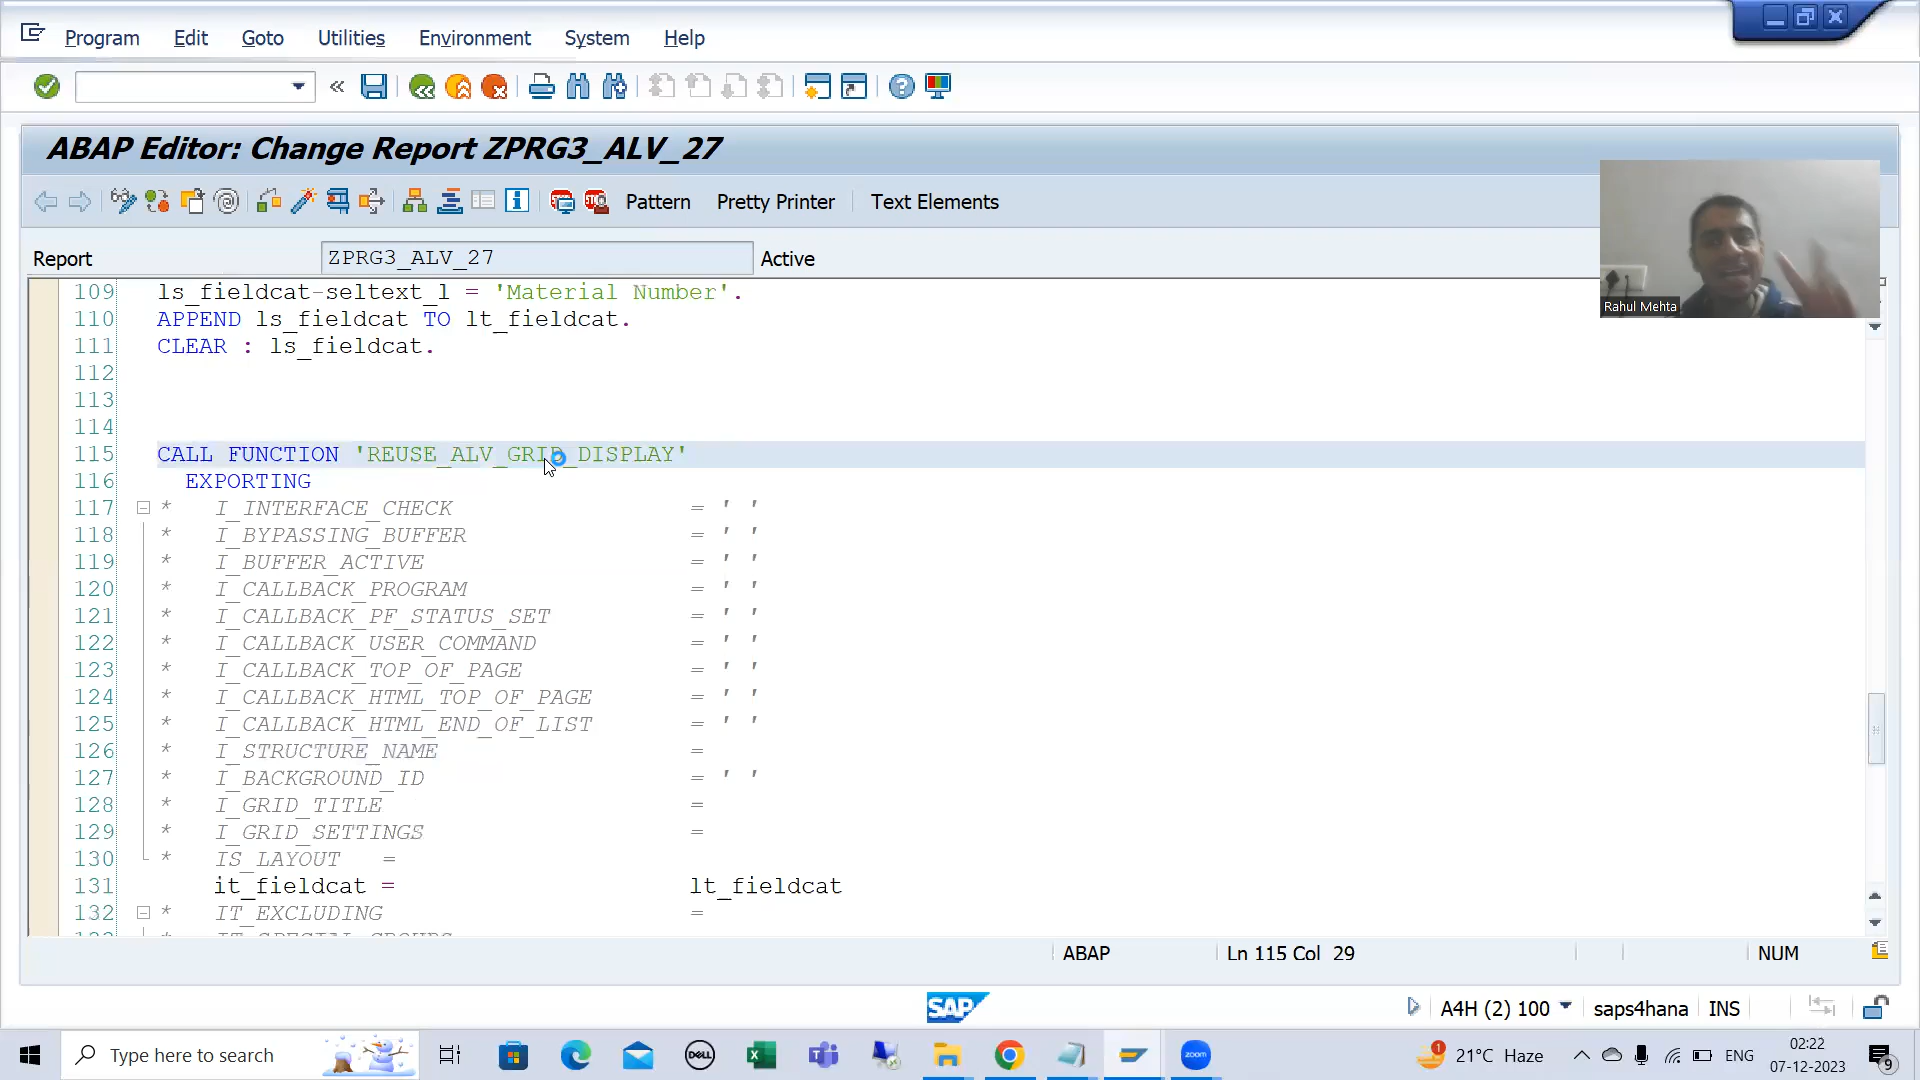 Program Edit Goto Utilities Environment System Help
ABAP Editor: Change Report ZPRG3_ALV_27
Pattern Pretty Printer Text Elements
Report ZPRG3_ALV_27 Active
Rahul Mehta
109 ls_fieldcat-seltext_l = 'Material Number'.
110 APPEND ls_fieldcat TO lt_fieldcat.
111 CLEAR : ls_fieldcat.
112
113
114
115 CALL FUNCTION 'REUSE_ALV_GRID_DISPLAY'
116 EXPORTING
117 * I_INTERFACE_CHECK = ' '
118 * I_BYPASSING_BUFFER = ' '
119 * I_BUFFER_ACTIVE = ' '
120 * I_CALLBACK_PROGRAM = ' '
121 * I_CALLBACK_PF_STATUS_SET = ' '
122 * I_CALLBACK_USER_COMMAND = ' '
123 * I_CALLBACK_TOP_OF_PAGE = ' '
124 * I_CALLBACK_HTML_TOP_OF_PAGE = ' '
125 * I_CALLBACK_HTML_END_OF_LIST = ' '
126 * I_STRUCTURE_NAME =
127 * I_BACKGROUND_ID = ' '
128 * I_GRID_TITLE =
129 * I_GRID_SETTINGS =
130 * IS_LAYOUT =
131 it_fieldcat = lt_fieldcat
132 * IT_EXCLUDING =
ABAP Ln 115 Col 29 NUM
SAP A4H (2) 100 saps4hana INS
Type here to search DELL zoom 1 21°C Haze ENG 02:22
07-12-2023 9